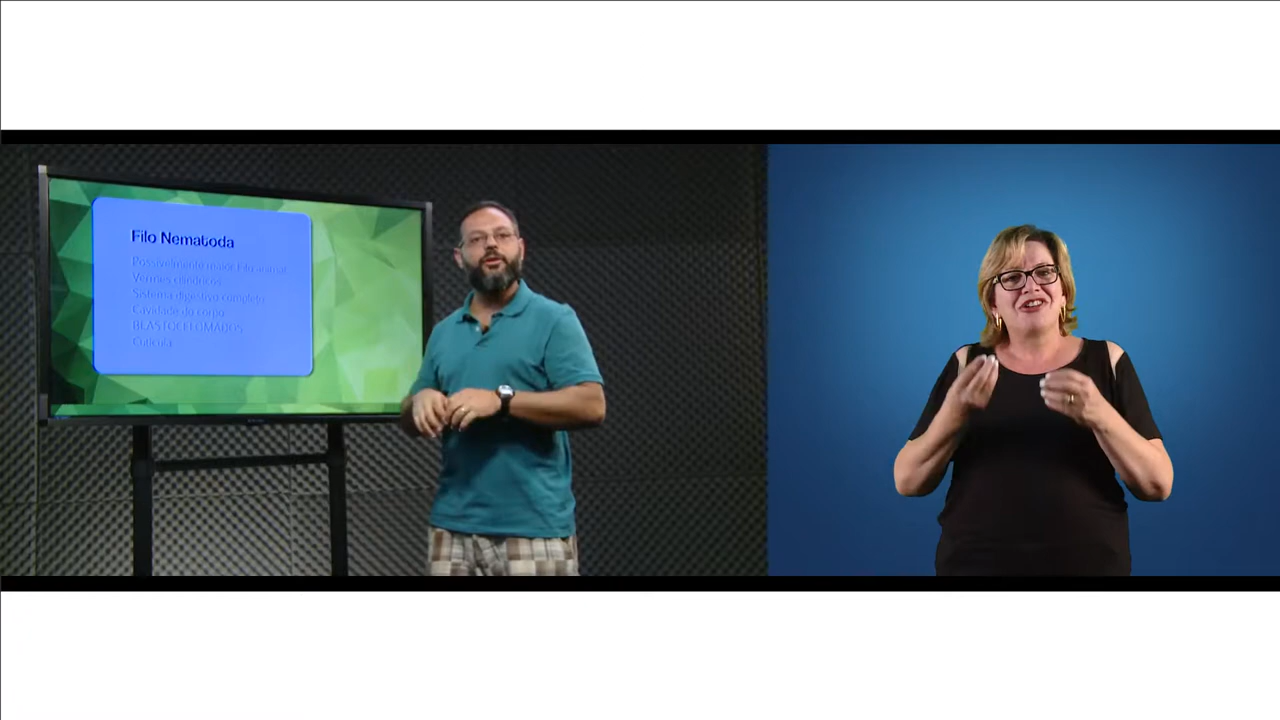 Filo Nematoda
Possivelmente maior Filo animal
Vermes cilíndricos
Sistema digestivo completo
Cavidade do corpo
BLASTOCELOMADOS
Cutícula